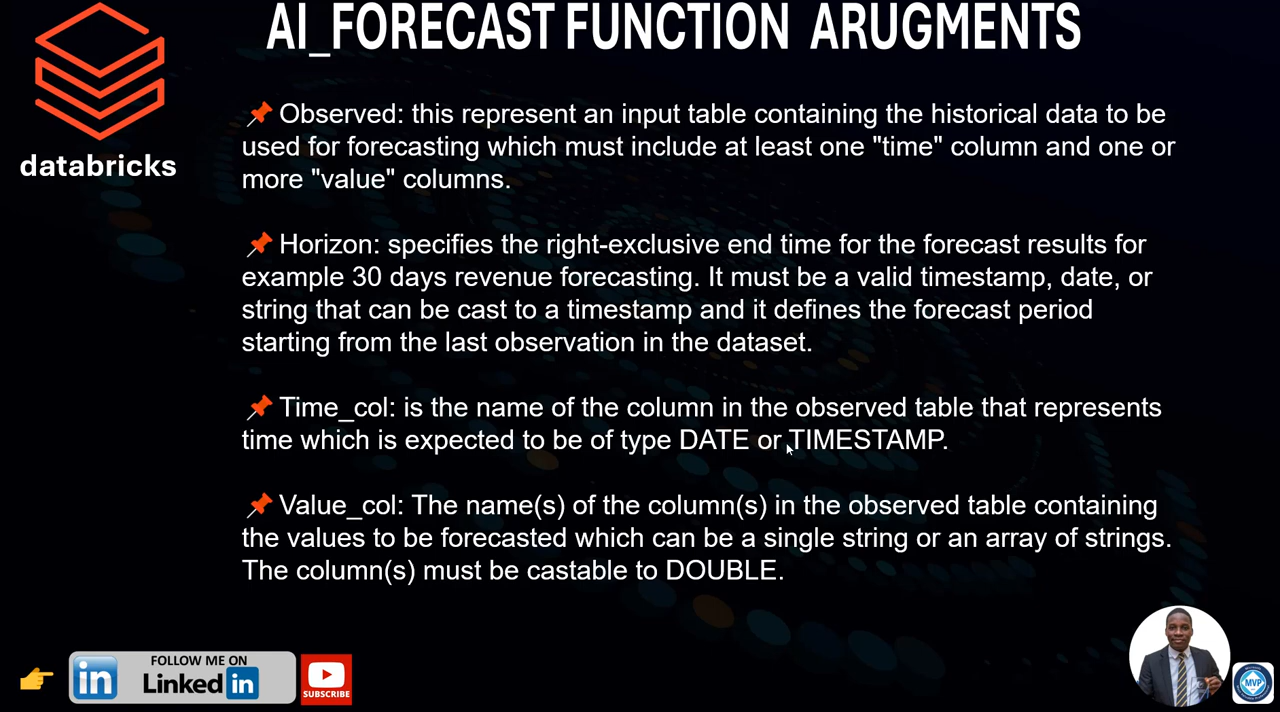 AI_FORECAST FUNCTION ARUGMENTS
databricks
📌 Observed: this represent an input table containing the historical data to be
used for forecasting which must include at least one "time" column and one or
more "value" columns.
📌 Horizon: specifies the right-exclusive end time for the forecast results for
example 30 days revenue forecasting. It must be a valid timestamp, date, or
string that can be cast to a timestamp and it defines the forecast period
starting from the last observation in the dataset.
📌 Time_col: is the name of the column in the observed table that represents
time which is expected to be of type DATE or TIMESTAMP.
📌 Value_col: The name(s) of the column(s) in the observed table containing
the values to be forecasted which can be a single string or an array of strings.
The column(s) must be castable to DOUBLE.
in
FOLLOW ME ON
Linked in
SUBSCRIBE
MVP